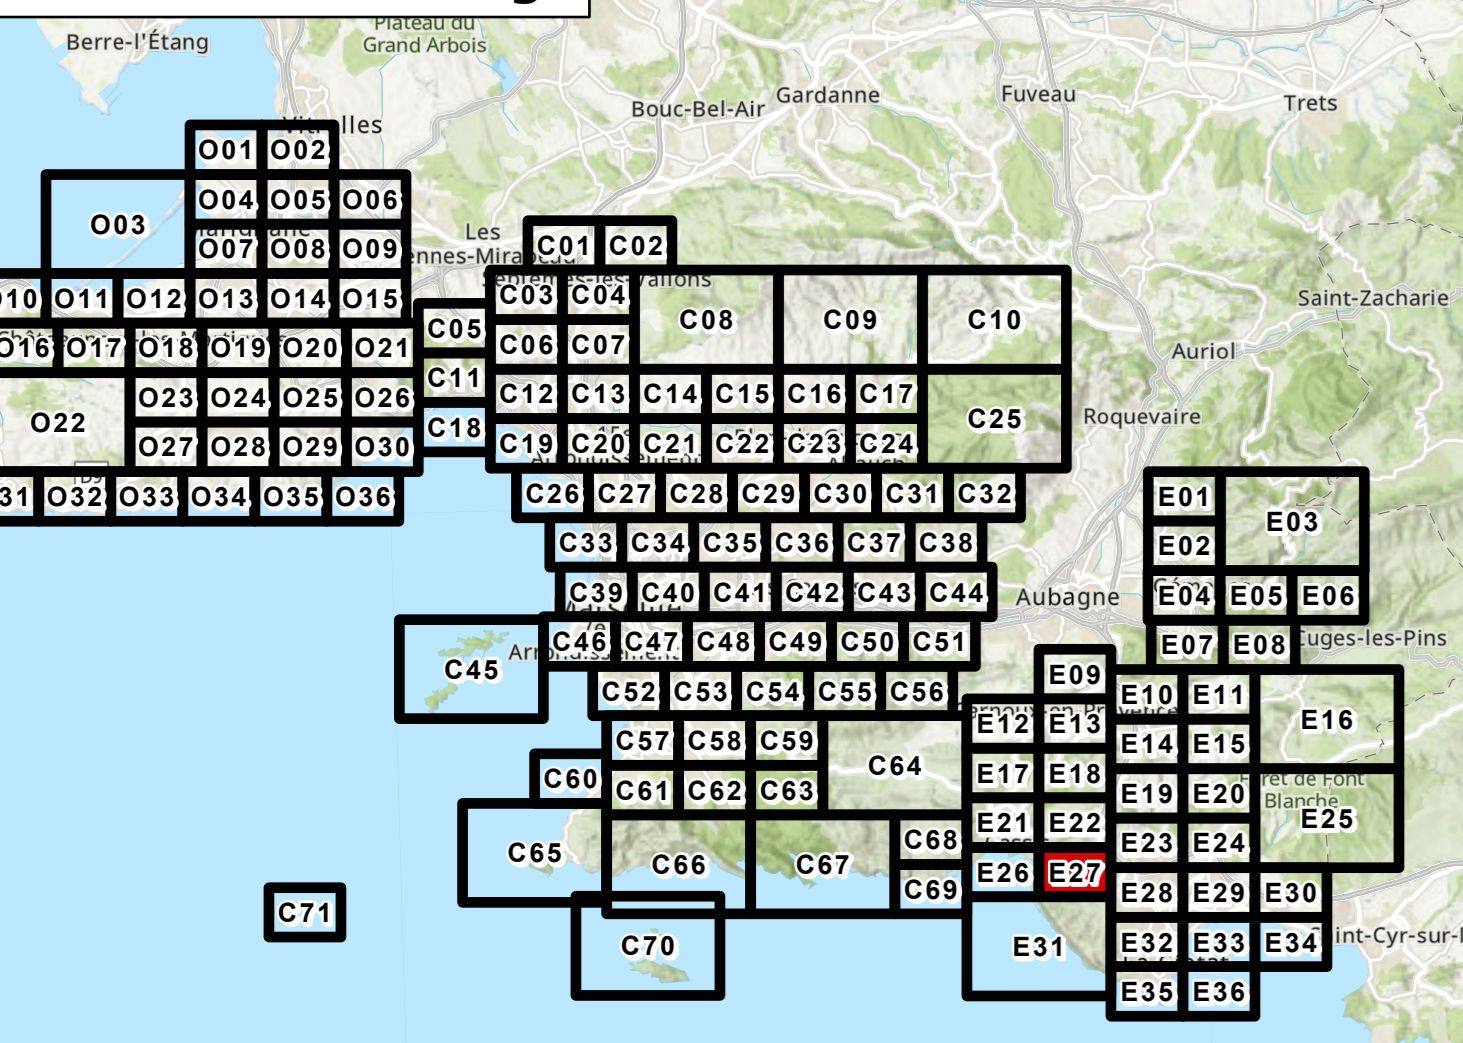 Berre-l'Étang
Plateau du
Grand Arbois
Bouc-Bel-Air
Gardanne
Fuveau
Trets
O01 O02
O03 O04 O05 O06
O07 O08 O09
Les
C01 C02
O11 O12 O13 O14 O15
C03 C04 C08 C09 C10
Saint-Zacharie
C05
O16 O17 O18 O19 O20 O21
C06 C07
Auriol
C11
O22 O23 O24 O25 O26
C12 C13 C14 C15 C16 C17 C25
Roquevaire
C18
O27 O28 O29 O30
C19 C20 C21 C22 C23 C24
O32 O33 O34 O35 O36
C26 C27 C28 C29 C30 C31 C32
E01 E03
C33 C34 C35 C36 C37 C38
E02
C39 C40 C41 C42 C43 C44
Aubagne
E04 E05 E06
Marseille
C45
C46 C47 C48 C49 C50 C51
E07 E08
Cuges-les-Pins
C52 C53 C54 C55 C56
E09
E10 E11 E16
E12 E13
C57 C58 C59 C64
E14 E15
C60
E17 E18
C61 C62 C63
E19 E20
Forêt de Font
Blanche
E25
E21 E22
C65 C66 C67 C68
E23 E24
C69
E26 E27
E28 E29 E30
C71
C70
E31
E32 E33 E34
E35 E36